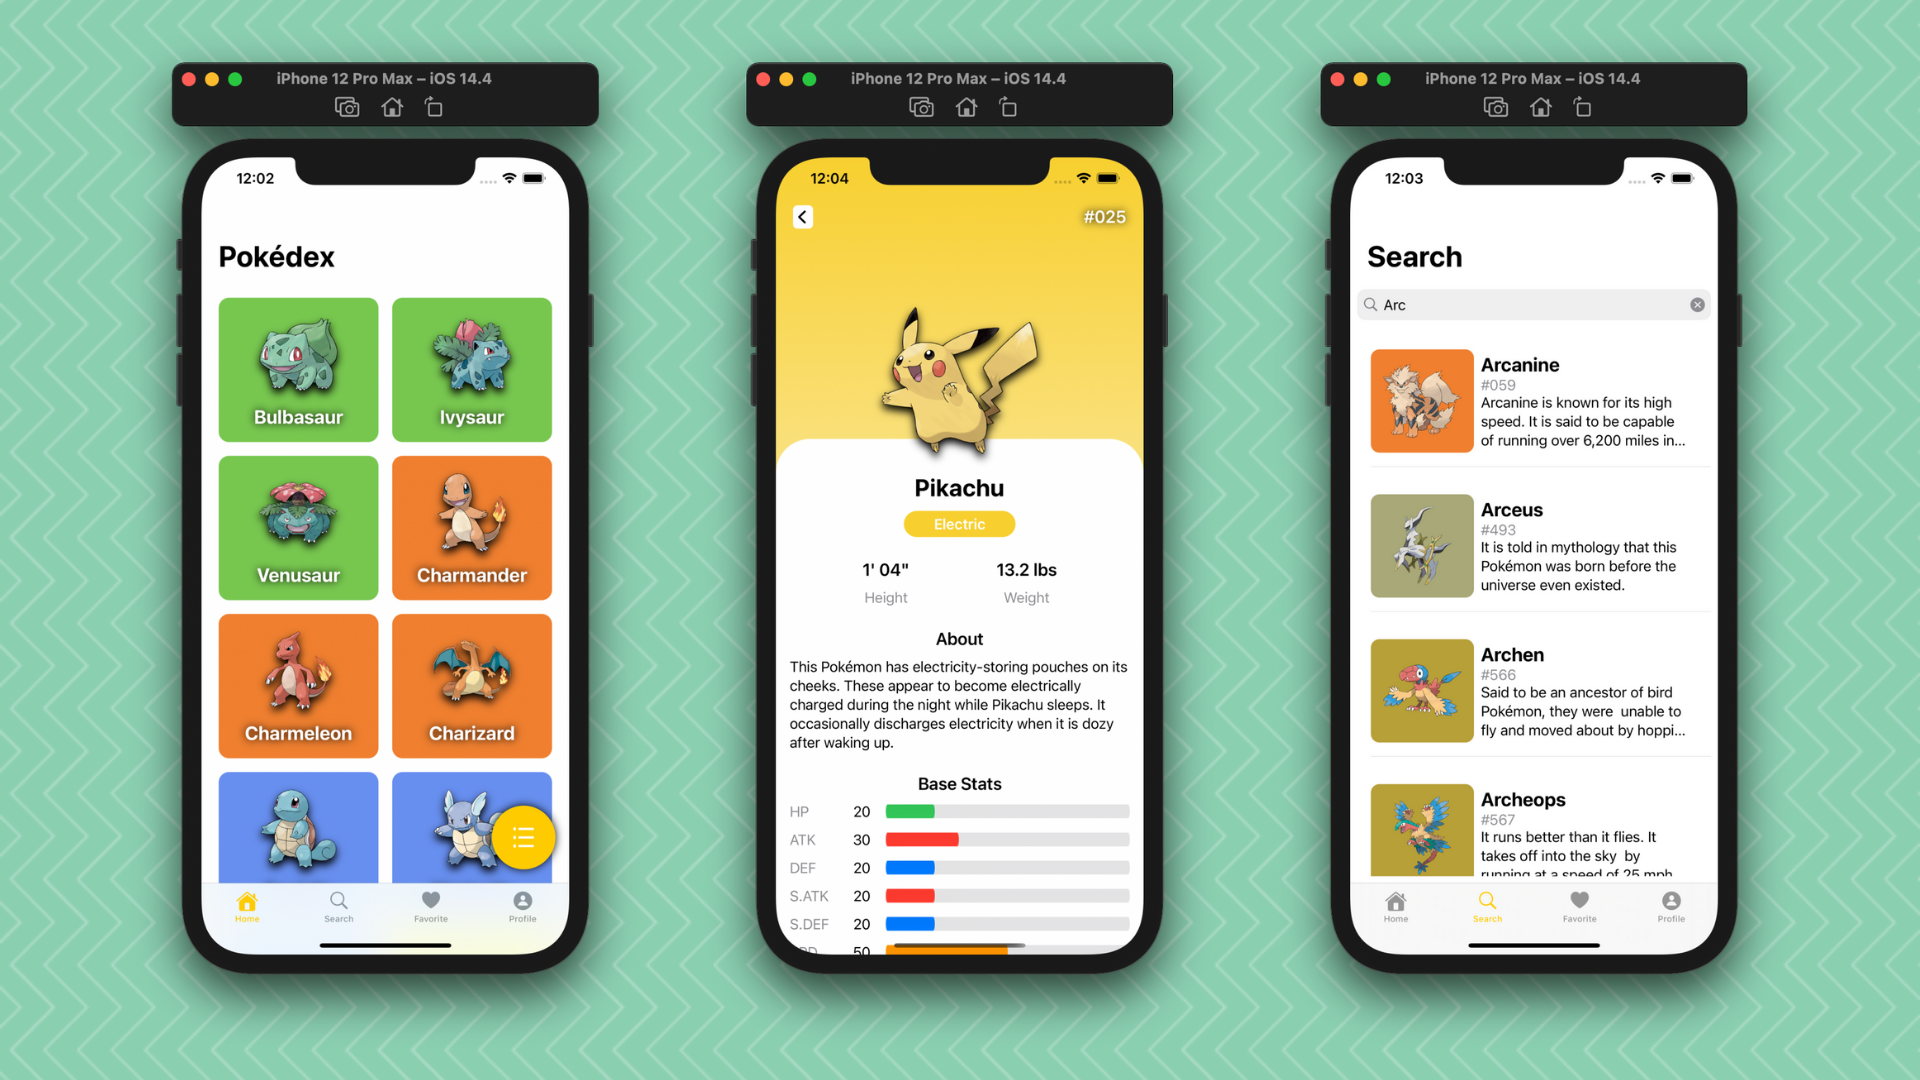 iPhone 12 Pro Max – iOS 14.4
12:02
Pokédex
Bulbasaur
Ivysaur
Venusaur
Charmander
Charmeleon
Charizard
Home
Search
Favorite
Profile
iPhone 12 Pro Max – iOS 14.4
12:04
#025
Pikachu
Electric
1' 04"
13.2 lbs
Height
Weight
About
This Pokémon has electricity-storing pouches on its
cheeks. These appear to become electrically
charged during the night while Pikachu sleeps. It
occasionally discharges electricity when it is dozy
after waking up.
Base Stats
HP 20
ATK 30
DEF 20
S.ATK 20
S.DEF 20
50
iPhone 12 Pro Max – iOS 14.4
12:03
Search
Arc
Arcanine
#059
Arcanine is known for its high
speed. It is said to be capable
of running over 6,200 miles in...
Arceus
#493
It is told in mythology that this
Pokémon was born before the
universe even existed.
Archen
#566
Said to be an ancestor of bird
Pokémon, they were  unable to
fly and moved about by hoppi...
Archeops
#567
It runs better than it flies. It
takes off into the sky  by
running at a speed of 25 mph
Home
Search
Favorite
Profile